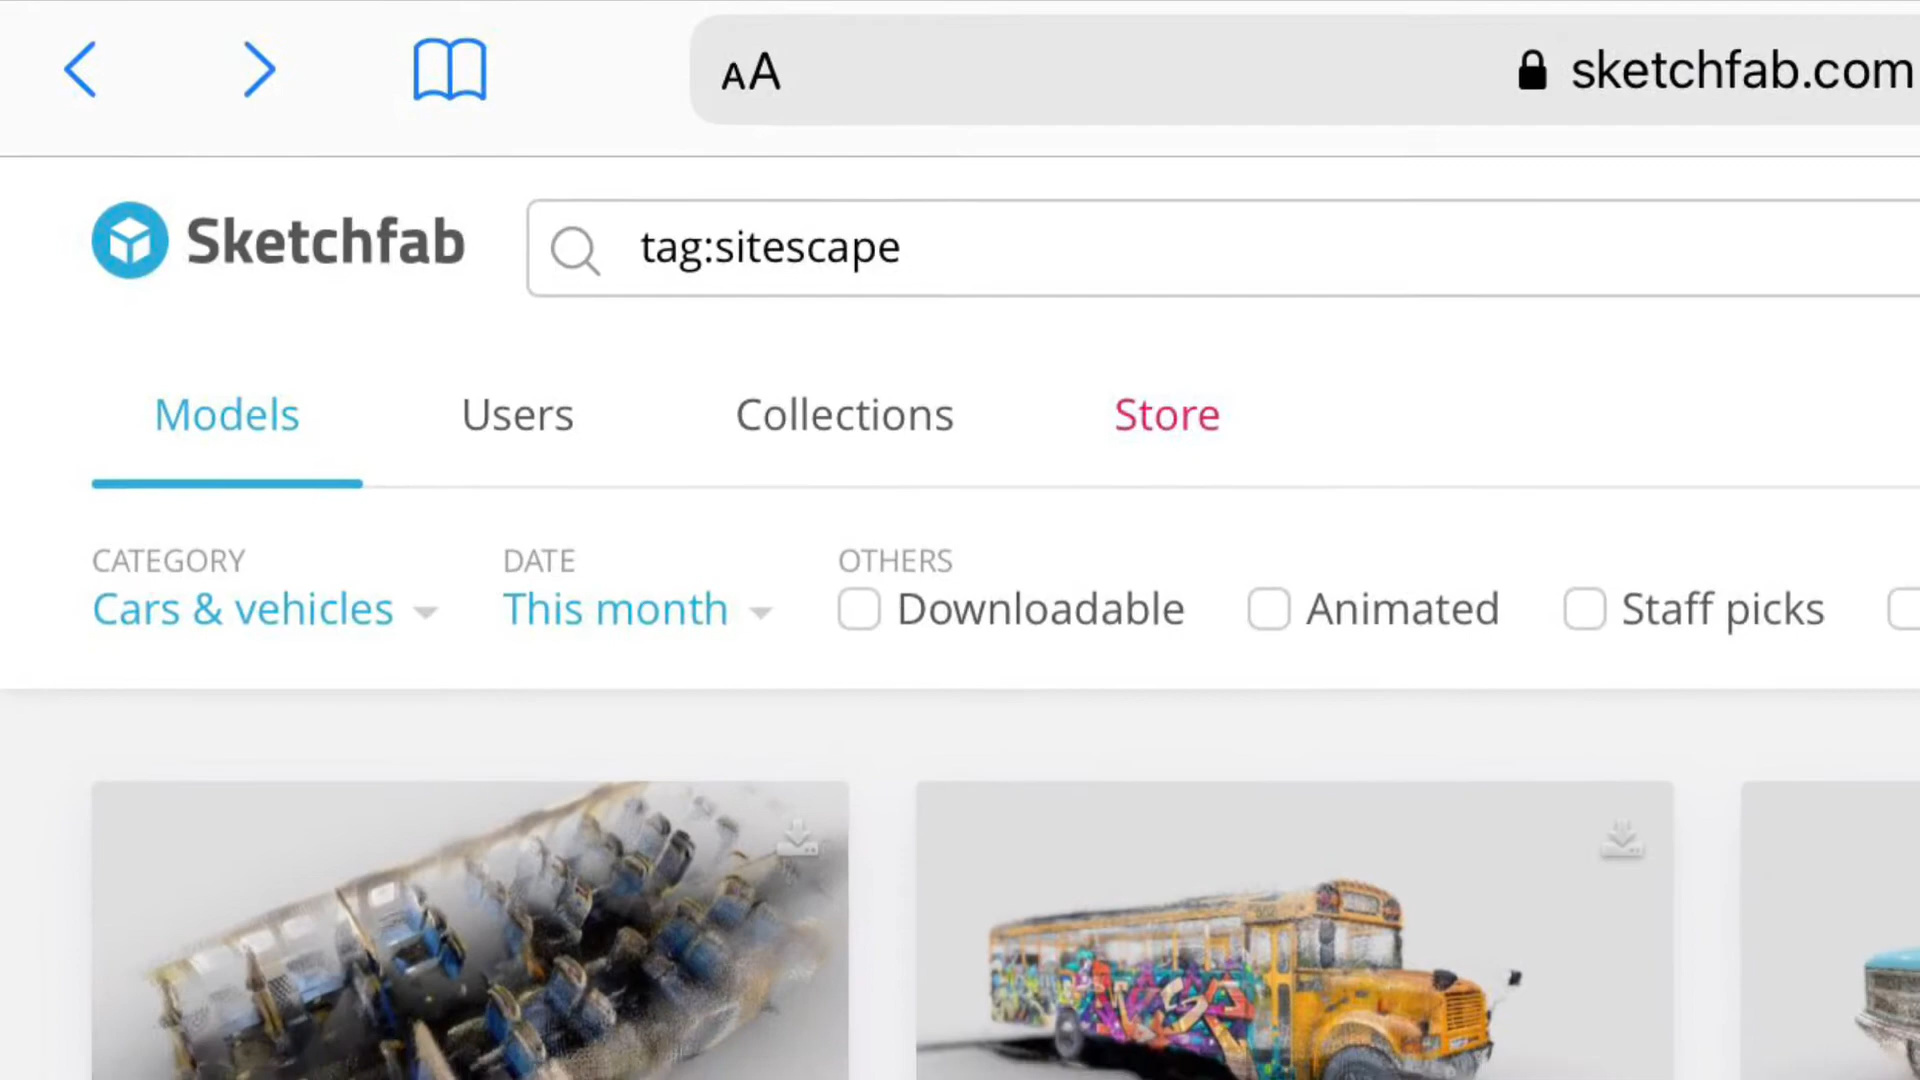 AA
sketchfab.com
Sketchfab
tag:sitescape
Models
Users
Collections
Store
CATEGORY
DATE
OTHERS
Cars & vehicles
This month
Downloadable
Animated
Staff picks